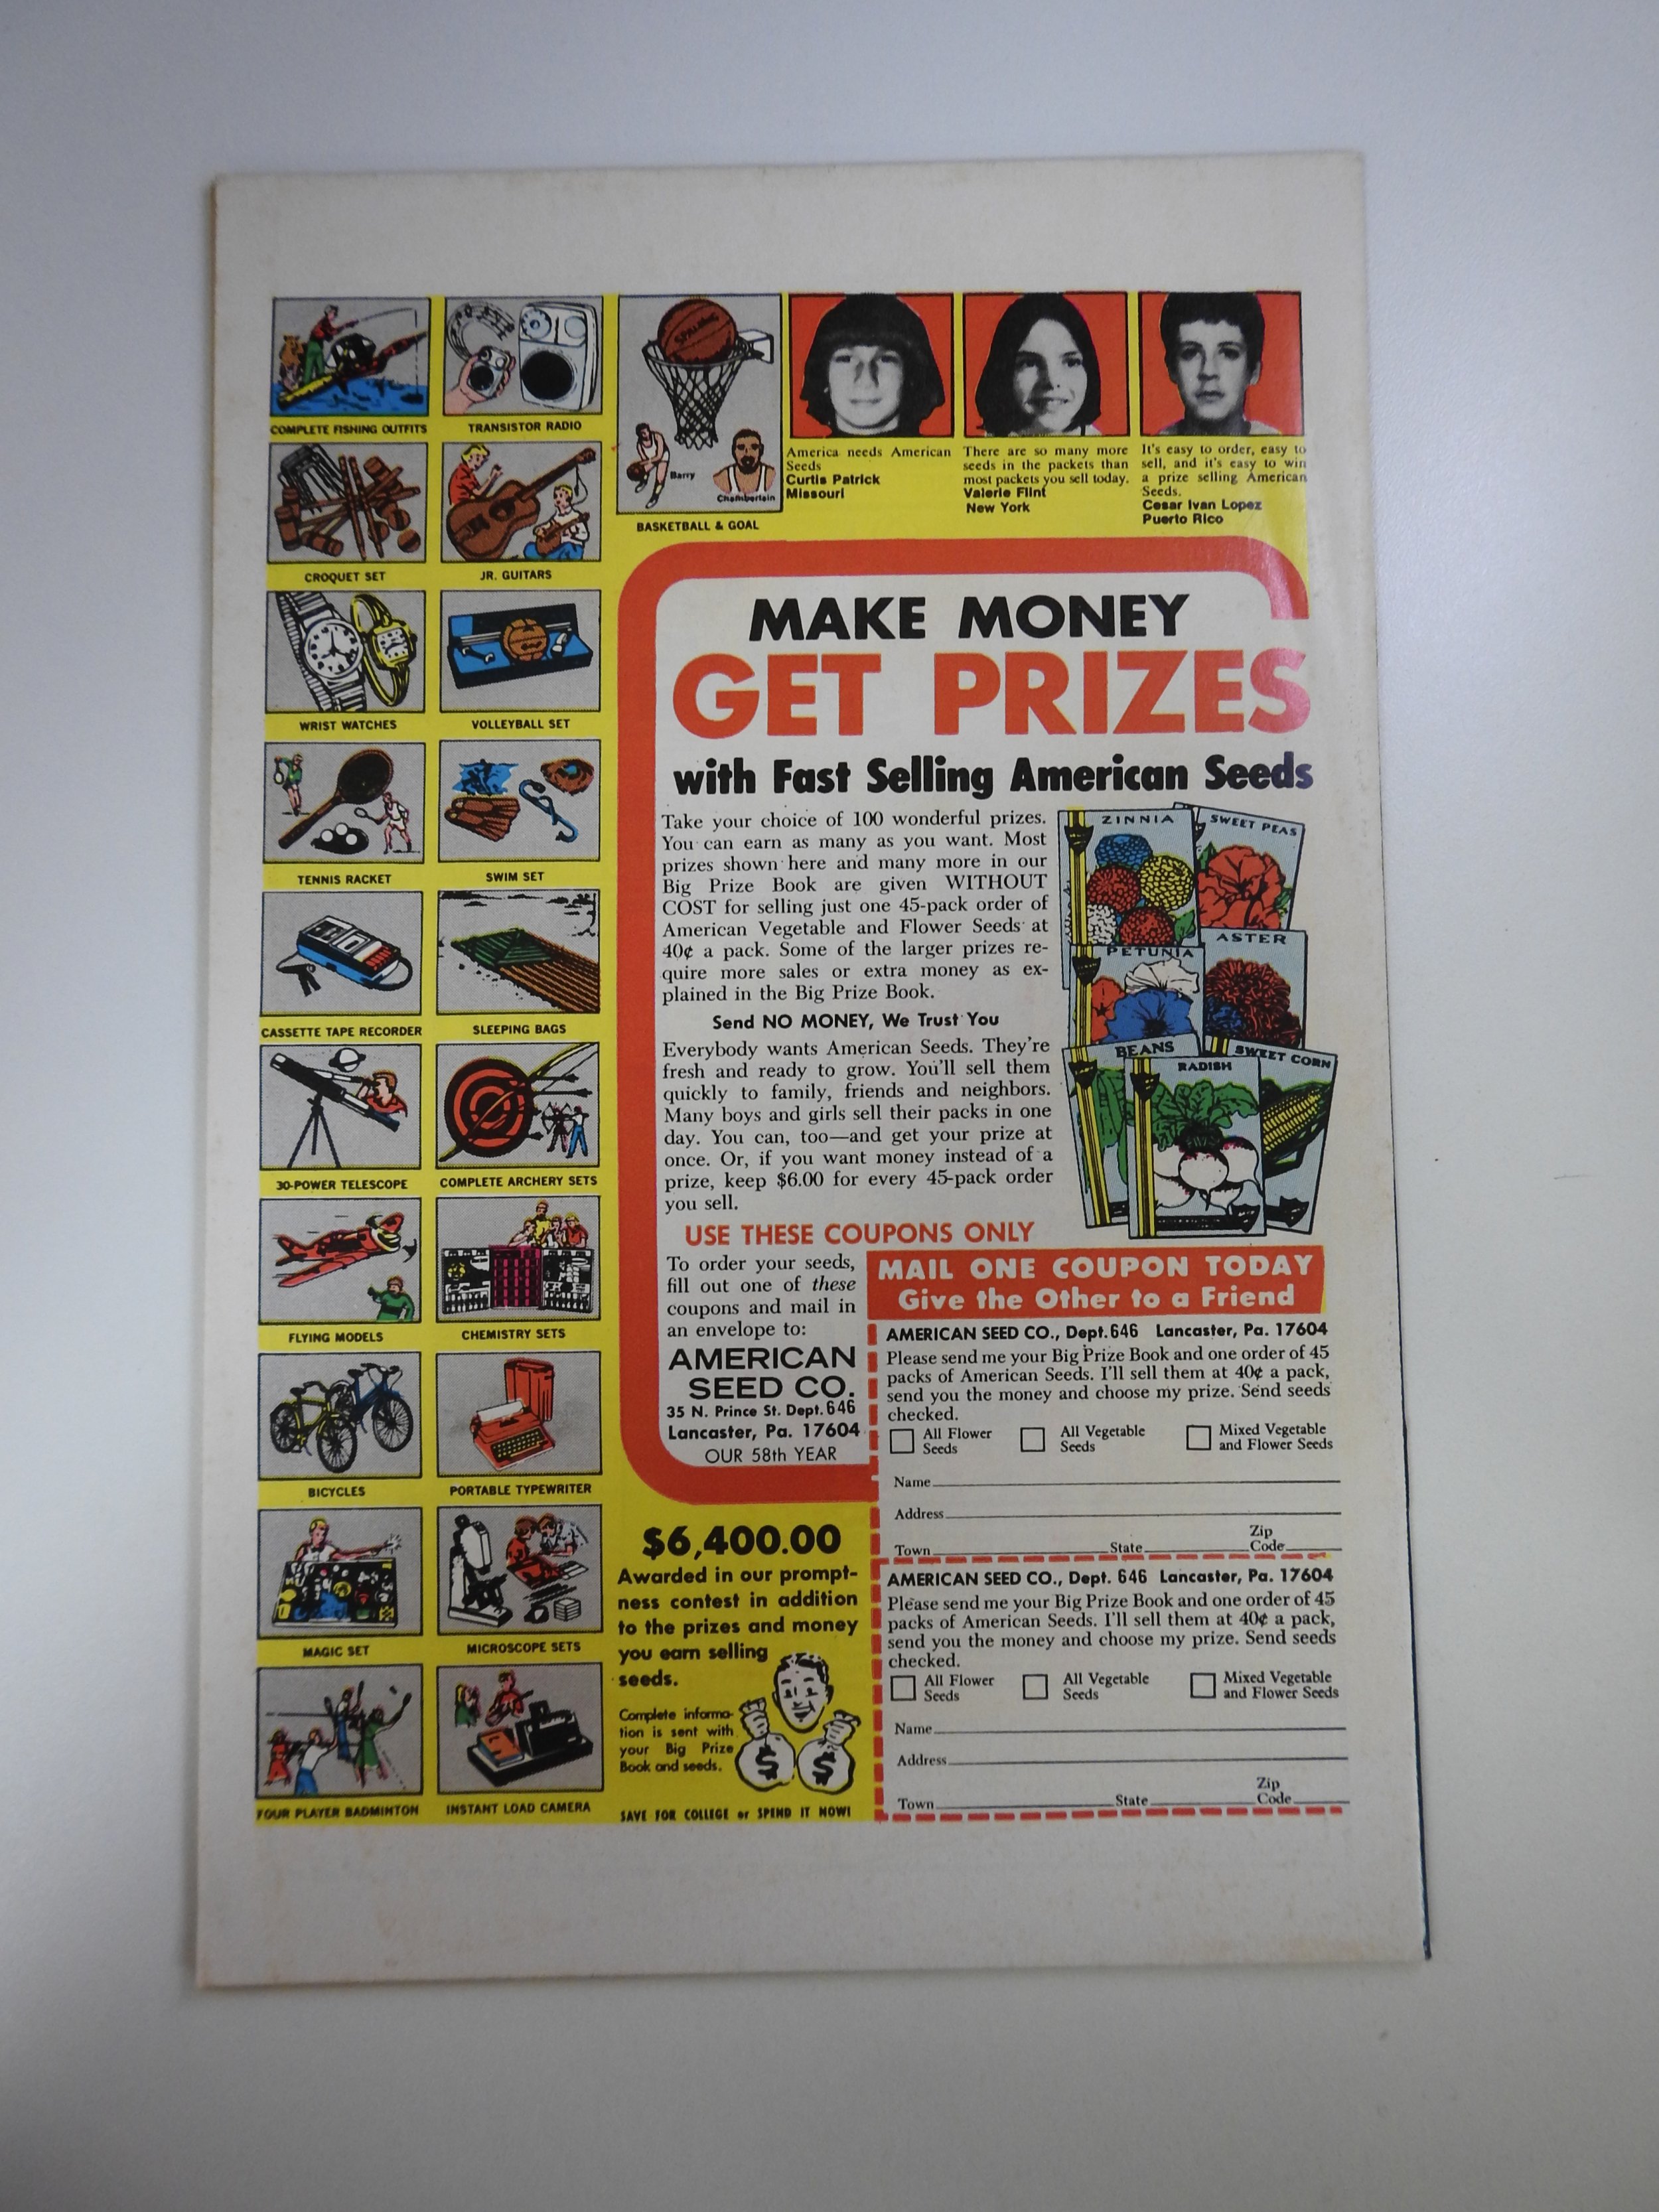 COMPLETE FISHING OUTFITS
TRANSISTOR RADIO
CROQUET SET
JR. GUITARS
WRIST WATCHES
VOLLEYBALL SET
TENNIS RACKET
SWIM SET
CASSETTE TAPE RECORDER
SLEEPING BAGS
30-POWER TELESCOPE
COMPLETE ARCHERY SETS
FLYING MODELS
CHEMISTRY SETS
BICYCLES
PORTABLE TYPEWRITER
MAGIC SET
MICROSCOPE SETS
FOUR PLAYER BADMINTON
INSTANT LOAD CAMERA
SPALDING
Barry
Chamberlain
BASKETBALL & GOAL
America needs American
Seeds
Curtis Patrick
Missouri
There are so many more
seeds in the packets than
most packets you sell today.
Valerie Flint
New York
It's easy to order, easy to
sell, and it's easy to win
a prize selling American
Seeds.
Cesar Ivan Lopez
Puerto Rico
MAKE MONEY
GET PRIZES
with Fast Selling American Seeds
Take your choice of 100 wonderful prizes.
You can earn as many as you want. Most
prizes shown here and many more in our
Big Prize Book are given WITHOUT
COST for selling just one 45-pack order of
American Vegetable and Flower Seeds at
40¢ a pack. Some of the larger prizes re-
quire more sales or extra money as ex-
plained in the Big Prize Book.
Send NO MONEY, We Trust You
Everybody wants American Seeds. They're
fresh and ready to grow. You'll sell them
quickly to family, friends and neighbors.
Many boys and girls sell their packs in one
day. You can, too—and get your prize at
once. Or, if you want money instead of a
prize, keep $6.00 for every 45-pack order
you sell.
ZINNIA
SWEET PEAS
PETUNIA
ASTER
BEANS
RADISH
SWEET CORN
USE THESE COUPONS ONLY
To order your seeds,
fill out one of these
coupons and mail in
an envelope to:
AMERICAN
SEED CO.
35 N. Prince St. Dept. 646
Lancaster, Pa. 17604
OUR 58th YEAR
MAIL ONE COUPON TODAY
Give the Other to a Friend
AMERICAN SEED CO., Dept. 646 Lancaster, Pa. 17604
Please send me your Big Prize Book and one order of 45
packs of American Seeds. I'll sell them at 40¢ a pack,
send you the money and choose my prize. Send seeds
checked.
All Flower Seeds
All Vegetable Seeds
Mixed Vegetable and Flower Seeds
Name
Address
Town State Zip Code
AMERICAN SEED CO., Dept. 646 Lancaster, Pa. 17604
Please send me your Big Prize Book and one order of 45
packs of American Seeds. I'll sell them at 40¢ a pack,
send you the money and choose my prize. Send seeds
checked.
All Flower Seeds
All Vegetable Seeds
Mixed Vegetable and Flower Seeds
Name
Address
Town State Zip Code
$6,400.00
Awarded in our prompt-
ness contest in addition
to the prizes and money
you earn selling
seeds.
Complete informa-
tion is sent with
your Big Prize
Book and seeds.
$ $
SAVE FOR COLLEGE or SPEND IT NOW!